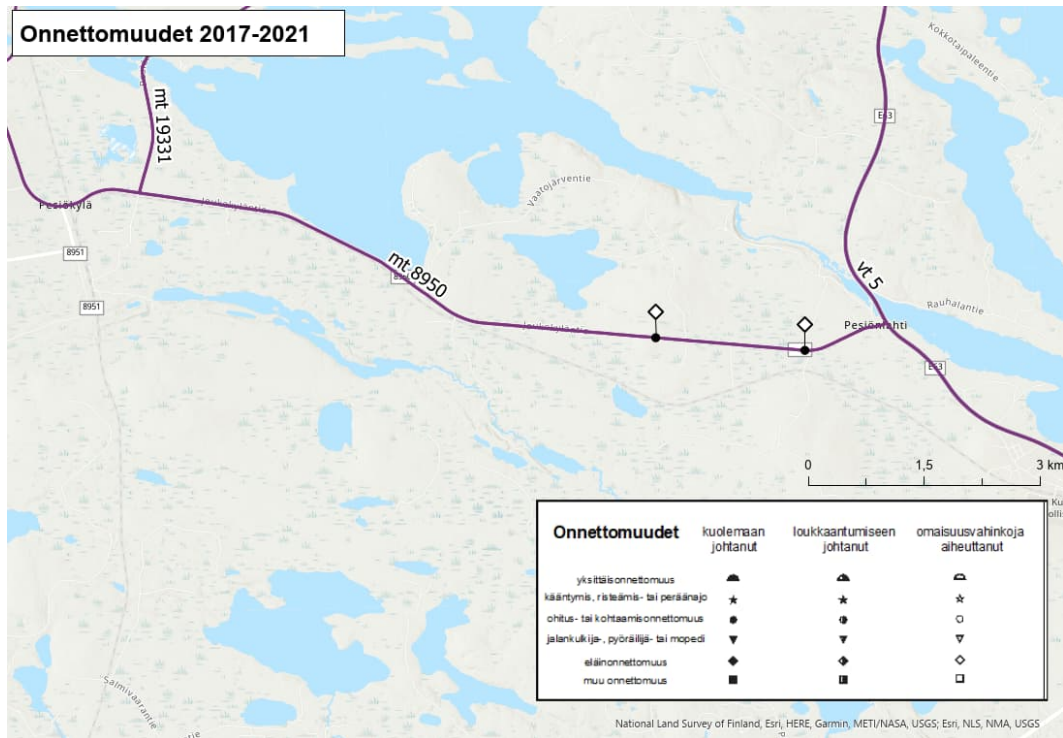 Onnettomuudet 2017-2021
Kokkotaipaleentie
mt 19331
E63
Vaatojärventie
Pesiökylä
Joukokyläntie
8951
mt 8950
vt 5
8951
Rauhalantie
Joukokyläntie
Pesiönlahti
E63
0 1,5 3 km
Onnettomuudet
kuolemaan johtanut
loukkaantumiseen johtanut
omaisuusvahinkoja aiheuttanut
yksittäisonnettomuus
kääntymis, risteämis- tai peräänajo
ohitus- tai kohtaamisonnettomuus
jalankulkija-, pyöräilijä- tai mopedi
eläinonnettomuus
muu onnettomuus
Salmivaarantie
National Land Survey of Finland, Esri, HERE, Garmin, METI/NASA, USGS; Esri, NLS, NMA, USGS